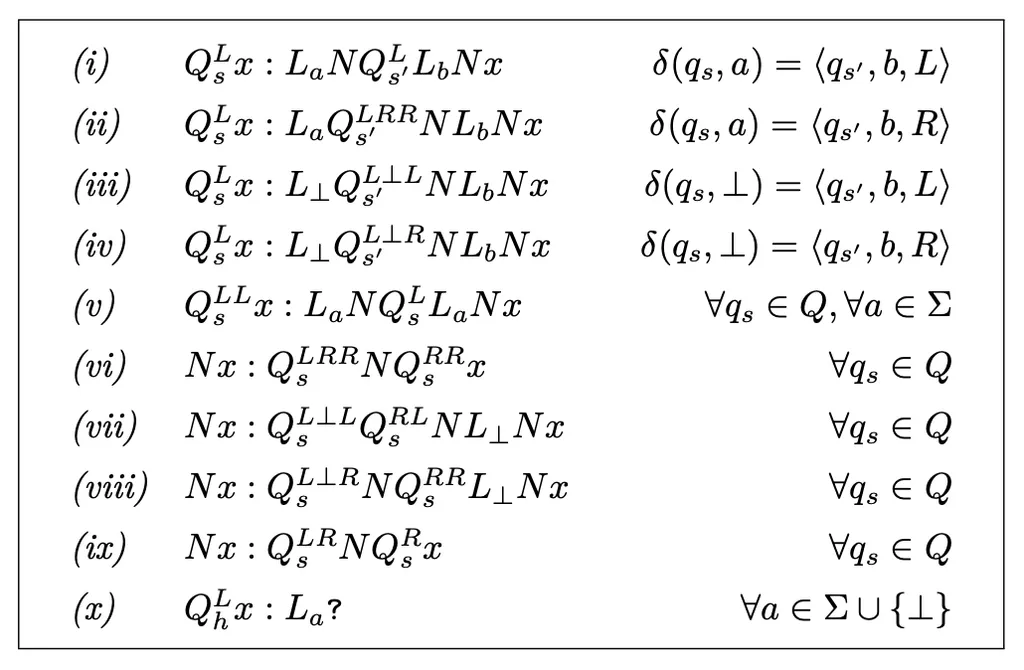 (i) $Q_s^L x : L_a N Q_{s'}^L L_b N x$ $\delta(q_s, a) = \langle q_{s'}, b, L \rangle$
(ii) $Q_s^L x : L_a Q_{s'}^{LRR} N L_b N x$ $\delta(q_s, a) = \langle q_{s'}, b, R \rangle$
(iii) $Q_s^L x : L_\perp Q_{s'}^{L\perp L} N L_b N x$ $\delta(q_s, \perp) = \langle q_{s'}, b, L \rangle$
(iv) $Q_s^L x : L_\perp Q_{s'}^{L\perp R} N L_b N x$ $\delta(q_s, \perp) = \langle q_{s'}, b, R \rangle$
(v) $Q_s^{LL} x : L_a N Q_s^L L_a N x$ $\forall q_s \in Q, \forall a \in \Sigma$
(vi) $N x : Q_s^{LRR} N Q_s^{RR} x$ $\forall q_s \in Q$
(vii) $N x : Q_s^{L\perp L} Q_s^{RL} N L_\perp N x$ $\forall q_s \in Q$
(viii) $N x : Q_s^{L\perp R} N Q_s^{RR} L_\perp N x$ $\forall q_s \in Q$
(ix) $N x : Q_s^{LR} N Q_s^R x$ $\forall q_s \in Q$
(x) $Q_h^L x : L_a ?$ $\forall a \in \Sigma \cup \{\perp\}$